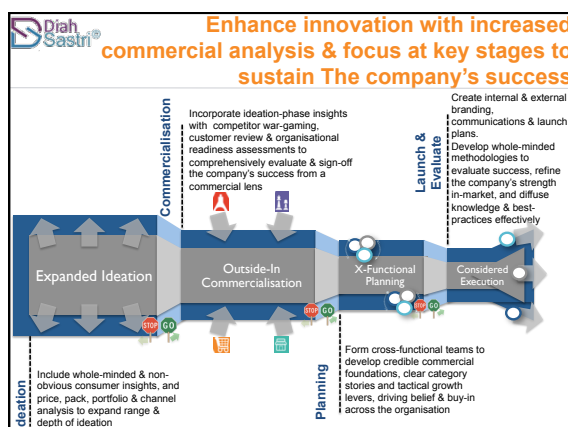 Diah
Sastri®
Enhance innovation with increased
commercial analysis & focus at key stages to
sustain The company's success
Commercialisation
Incorporate ideation-phase insights
with competitor war-gaming,
customer review & organisational
readiness assessments to
comprehensively evaluate & sign-off
the company's success from a
commercial lens
Launch &
Evaluate
Create internal & external
branding,
communications & launch
plans.
Develop whole-minded
methodologies to
evaluate success, refine
the company's strength
in-market, and diffuse
knowledge & best-
practices effectively
Expanded Ideation
Outside-In
Commercialisation
X-Functional
Planning
Considered
Execution
STOP
GO
STOP
GO
STOP
GO
deation
Include whole-minded & non-
obvious consumer insights, and
price, pack, portfolio & channel
analysis to expand range &
depth of ideation
Planning
Form cross-functional teams to
develop credible commercial
foundations, clear category
stories and tactical growth
levers, driving belief & buy-in
across the organisation